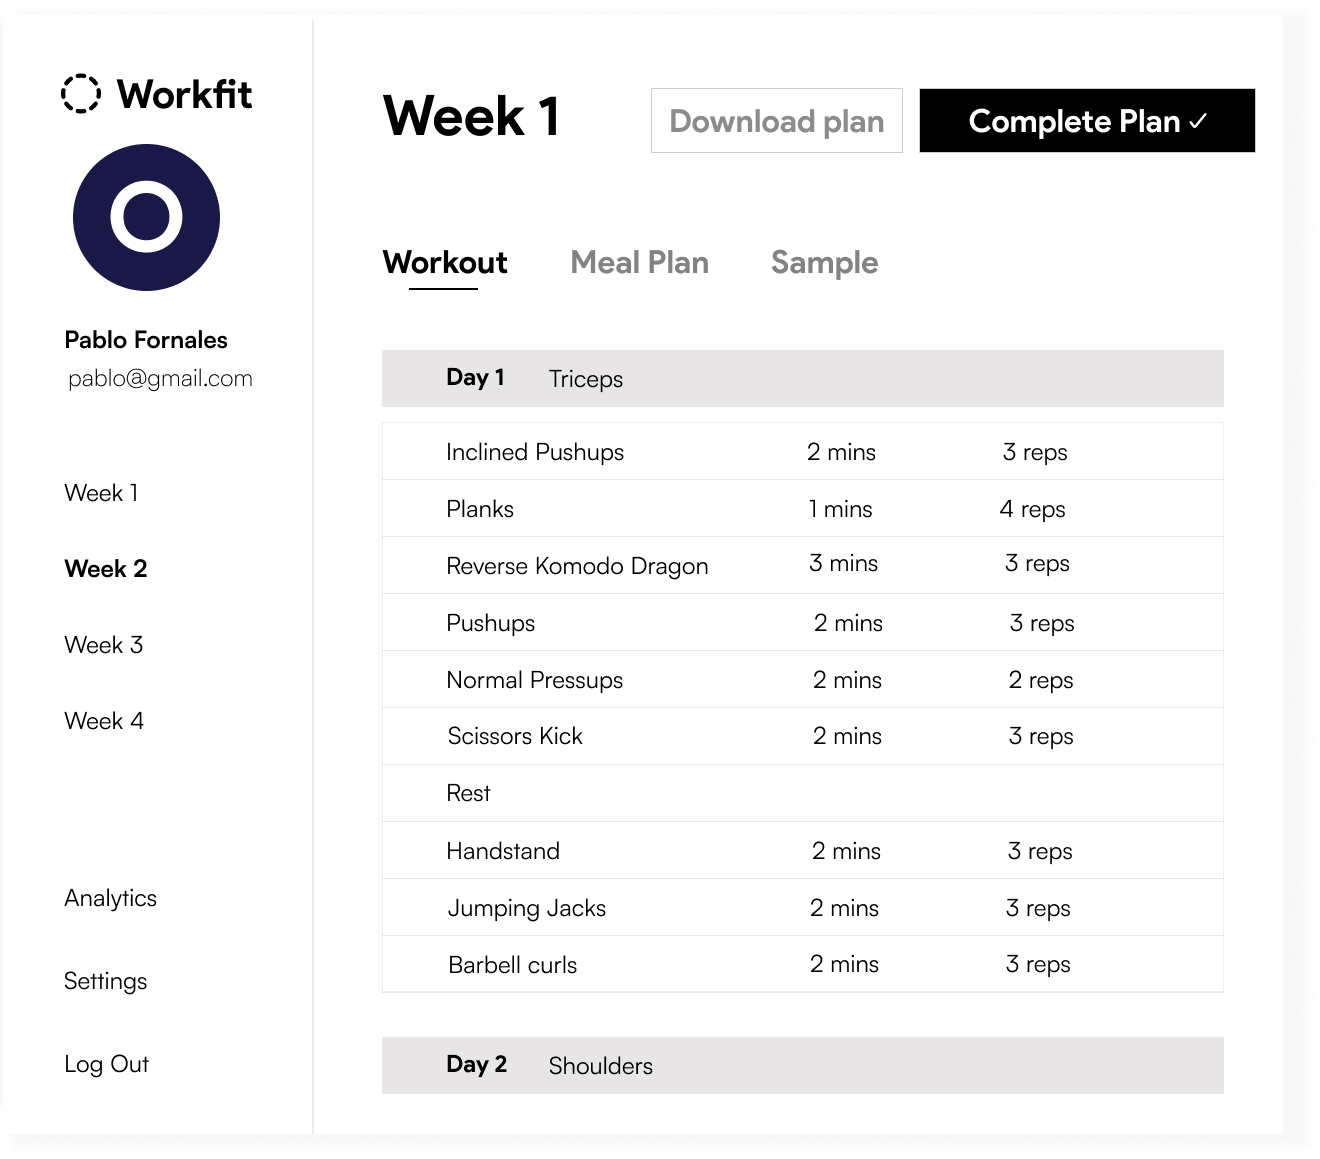 Workfit
Pablo Fornales
pablo@gmail.com
Week 1
Week 2
Week 3
Week 4
Analytics
Settings
Log Out
Week 1
Download plan
Complete Plan ✓
Workout Meal Plan Sample
Day 1 Triceps
Inclined Pushups 2 mins 3 reps
Planks 1 mins 4 reps
Reverse Komodo Dragon 3 mins 3 reps
Pushups 2 mins 3 reps
Normal Pressups 2 mins 2 reps
Scissors Kick 2 mins 3 reps
Rest
Handstand 2 mins 3 reps
Jumping Jacks 2 mins 3 reps
Barbell curls 2 mins 3 reps
Day 2 Shoulders